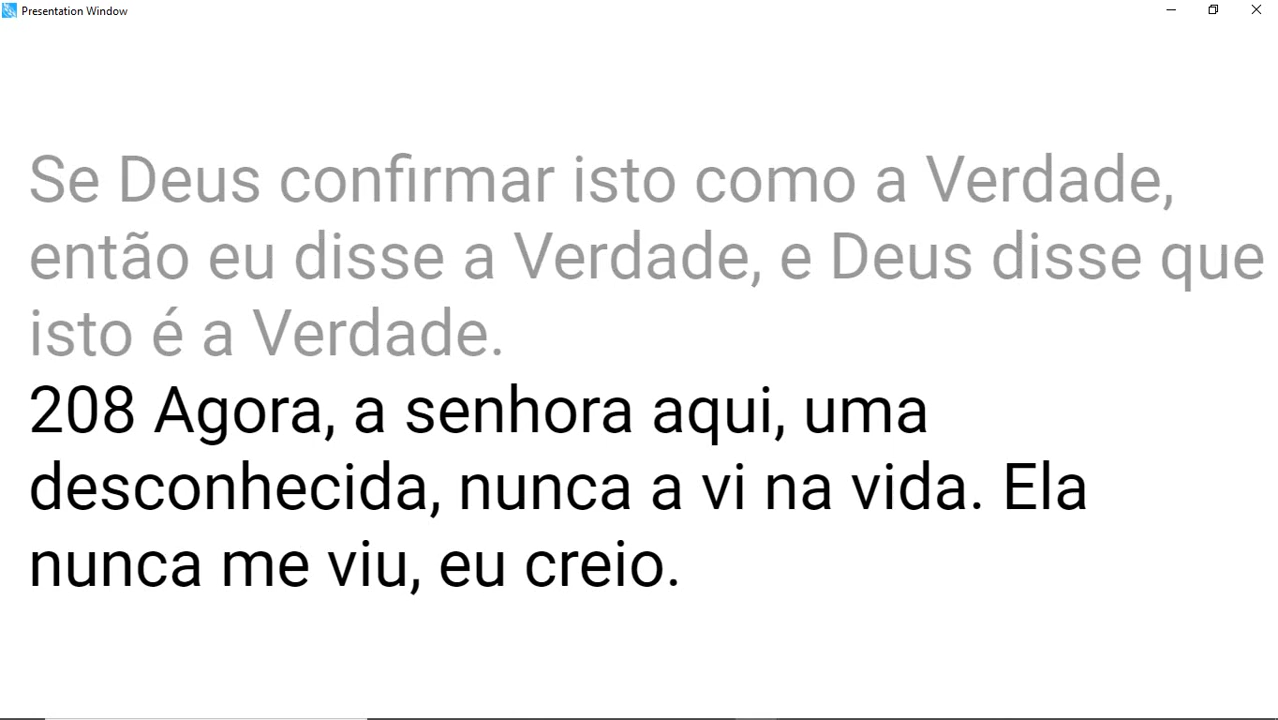 Presentation Window
Se Deus confirmar isto como a Verdade,
então eu disse a Verdade, e Deus disse que
isto é a Verdade.
208 Agora, a senhora aqui, uma
desconhecida, nunca a vi na vida. Ela
nunca me viu, eu creio.